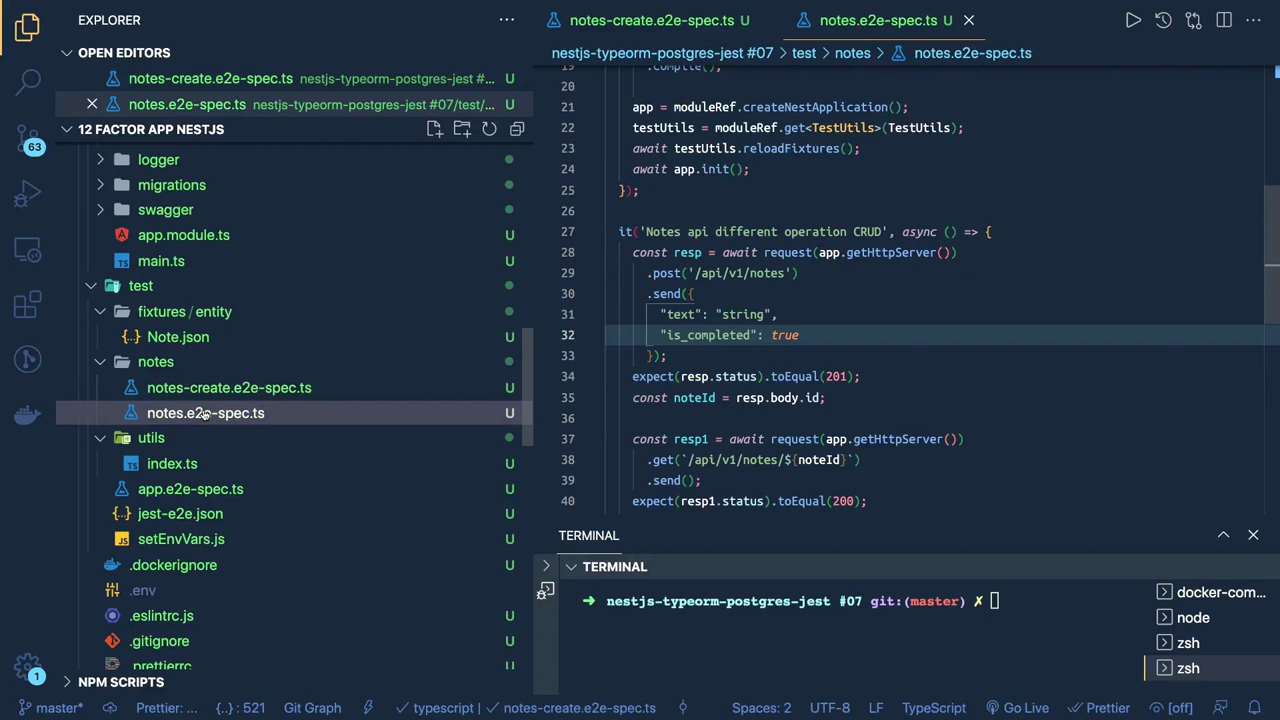 EXPLORER
OPEN EDITORS
notes-create.e2e-spec.ts nestjs-typeorm-postgres-jest #... U
notes.e2e-spec.ts nestjs-typeorm-postgres-jest #07/test/... U
12 FACTOR APP NESTJS
logger
migrations
swagger
app.module.ts U
main.ts U
test
fixtures / entity
Note.json U
notes
notes-create.e2e-spec.ts U
notes.e2e-spec.ts U
utils
index.ts U
app.e2e-spec.ts U
jest-e2e.json U
setEnvVars.js U
.dockerignore U
.env
.eslintrc.js U
.gitignore U
.prettierrc U
NPM SCRIPTS
63
1
notes-create.e2e-spec.ts U
notes.e2e-spec.ts U
nestjs-typeorm-postgres-jest #07 > test > notes > notes.e2e-spec.ts
19 .compile();
20
21 app = moduleRef.createNestApplication();
22 testUtils = moduleRef.get<TestUtils>(TestUtils);
23 await testUtils.reloadFixtures();
24 await app.init();
25 });
26
27 it('Notes api different operation CRUD', async () => {
28 const resp = await request(app.getHttpServer())
29 .post('/api/v1/notes')
30 .send({
31 "text": "string",
32 "is_completed": true
33 });
34 expect(resp.status).toEqual(201);
35 const noteId = resp.body.id;
36
37 const resp1 = await request(app.getHttpServer())
38 .get(`/api/v1/notes/${noteId}`)
39 .send();
40 expect(resp1.status).toEqual(200);
TERMINAL
TERMINAL
➜ nestjs-typeorm-postgres-jest #07 git:(master) ✗
docker-com...
node
zsh
zsh
master* Prettier: ... {..} : 521 Git Graph typescript | notes-create.e2e-spec.ts Spaces: 2 UTF-8 LF TypeScript Go Live Prettier [off]